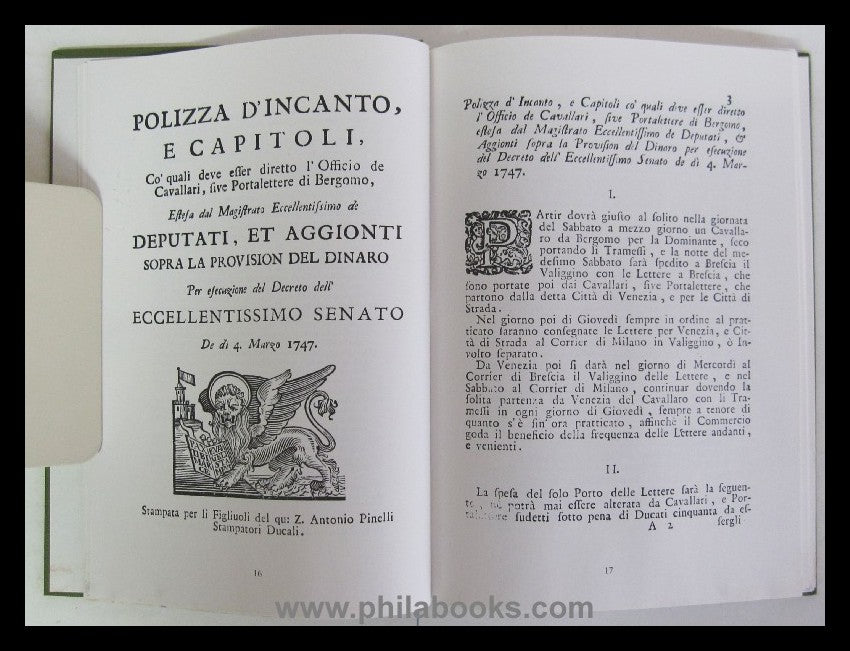 POLIZZA D'INCANTO,
E CAPITOLI,
Co' quali deve eſſer diretto l'Officio de
Cavallari, ſive Portalettere di Bergomo,
Eſteſa dal Magiſtrato Eccellentiſſimo de
DEPUTATI, ET AGGIONTI
SOPRA LA PROVISION DEL DINARO
Per eſecuzione del Decreto dell'
ECCELLENTISSIMO SENATO
De dì 4. Marzo 1747.
Stampata per li Figliuoli del qu: Z. Antonio Pinelli
Stampatori Ducali.
16
3
Polizza d' Incanto, e Capitoli co' quali deve eſſer diretto
l'Officio de Cavallari, ſive Portalettere di Bergomo,
eſteſa dal Magiſtrato Eccellentiſſimo de Deputati, &
Aggionti ſopra la Proviſion del Dinaro per eſecuzione
del Decreto dell' Eccellentiſſimo Senato de dì 4. Mar-
zo 1747.
I.
PArtir dovrà giuſto al ſolito nella giornata
del Sabbato a mezzo giorno un Cavalla-
ro da Bergomo per la Dominante, ſeco
portando li Trameſſi, e la notte del me-
deſimo Sabbato ſarà ſpedito a Breſcia il
Valiggino con le Lettere a Breſcia, che
ſono portate poi dai Cavallari, ſive Portalettere, che
partono dalla detta Città di Venezia, e per le Città di
Strada.
Nel giorno poi di Giovedì ſempre in ordine al prat-
ticato ſaranno conſegnate le Lettere per Venezia, e Cit-
tà di Strada al Corrier di Milano in Valiggino, ò in-
volto ſeparato.
Da Venezia poi ſi darà nel giorno di Mercordì al
Corrier di Breſcia il Valiggino delle Lettere, e nel
Sabbato al Corrier di Milano, continuar dovendo la
ſolita partenza da Venezia del Cavallaro con li Tra-
meſſi in ogni giorno di Giovedì, ſempre a tenore di
quanto s'è ſin'ora pratticato, affinchè il Commercio
goda il beneficio della frequenza delle Lettere andanti,
e venienti.
II.
La ſpeſa del ſolo Porto delle Lettere ſarà la ſeguen-
te, nè potrà mai eſſere alterata da Cavallari, e Por-
talettere ſudetti ſotto pena di Ducati cinquanta da eſ-
A 2 ſergli
17
www.philabooks.com